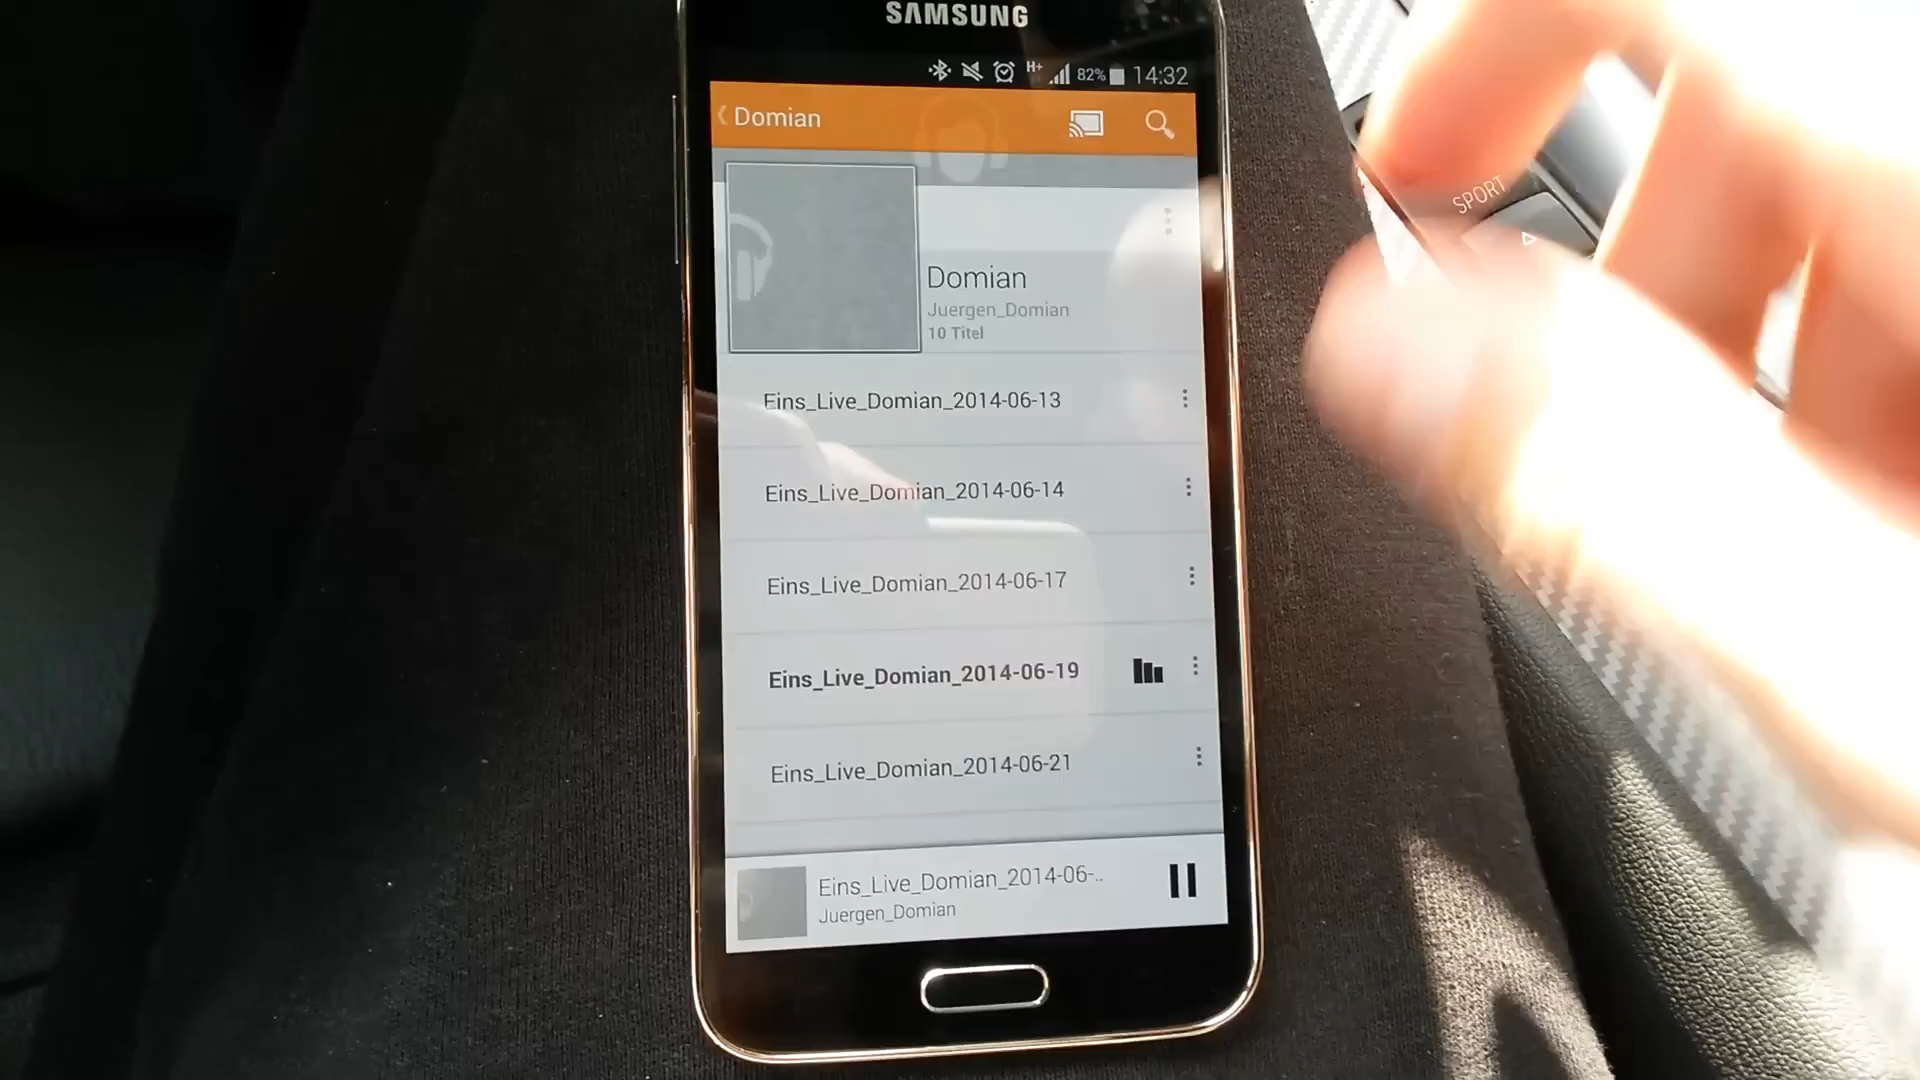 SAMSUNG
H+ 82% 14:32
Domian
SPORT
Domian
Juergen_Domian
10 Titel
Eins_Live_Domian_2014-06-13
Eins_Live_Domian_2014-06-14
Eins_Live_Domian_2014-06-17
Eins_Live_Domian_2014-06-19
Eins_Live_Domian_2014-06-21
Eins_Live_Domian_2014-06-..
Juergen_Domian